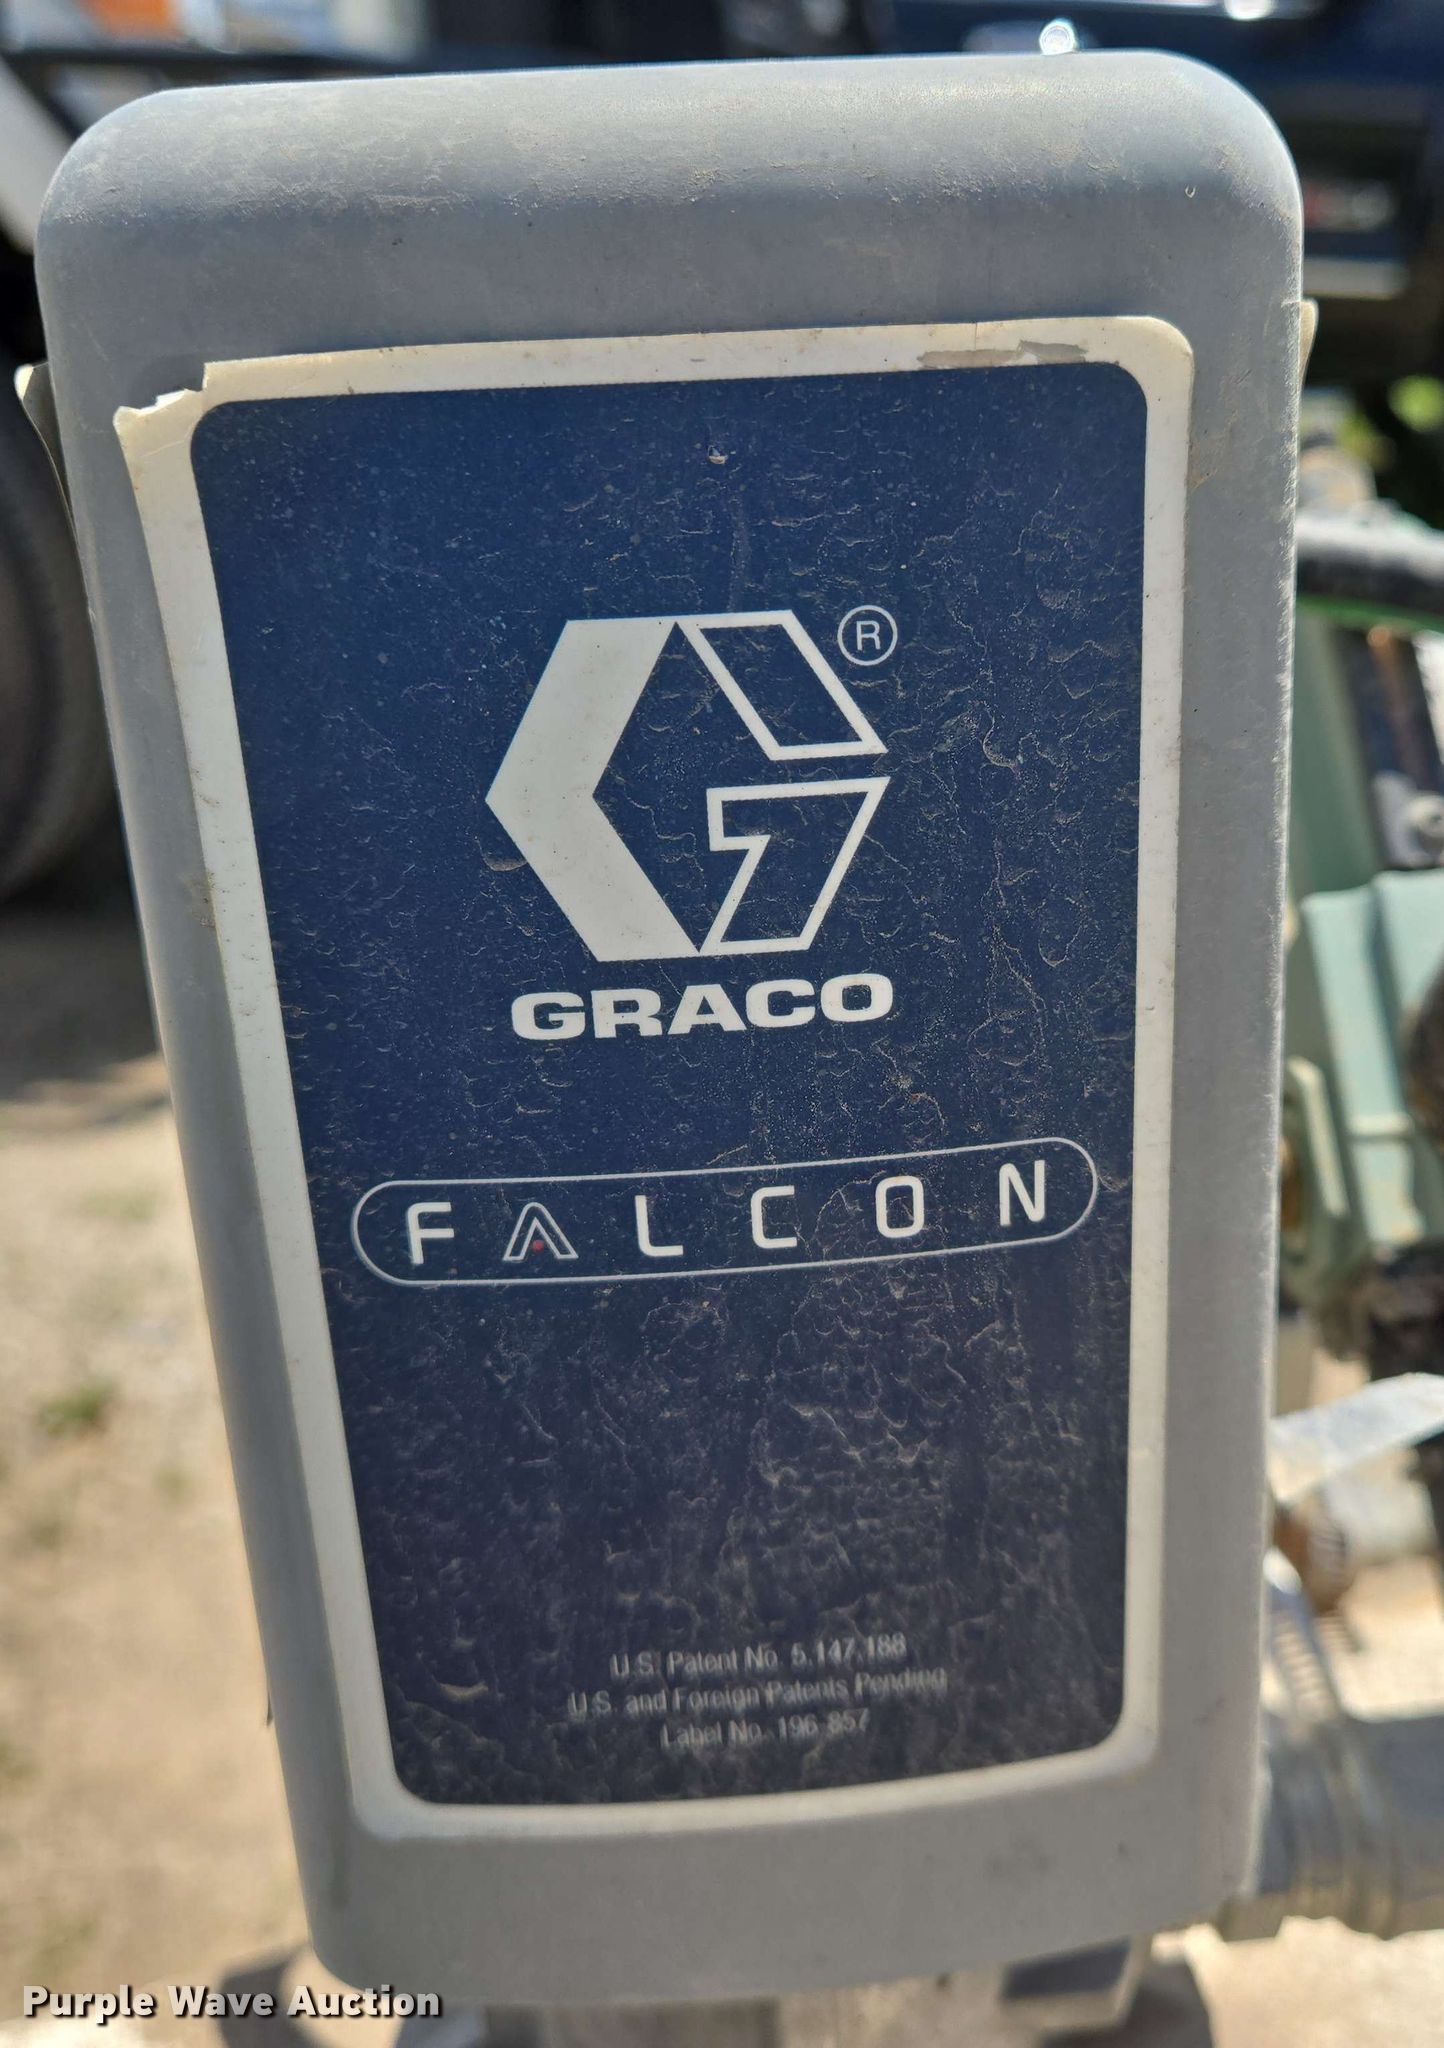 ®
GRACO
FALCON
U.S. Patent No. 5,147,188
U.S. and Foreign Patents Pending
Label No. 196-857
Purple Wave Auction